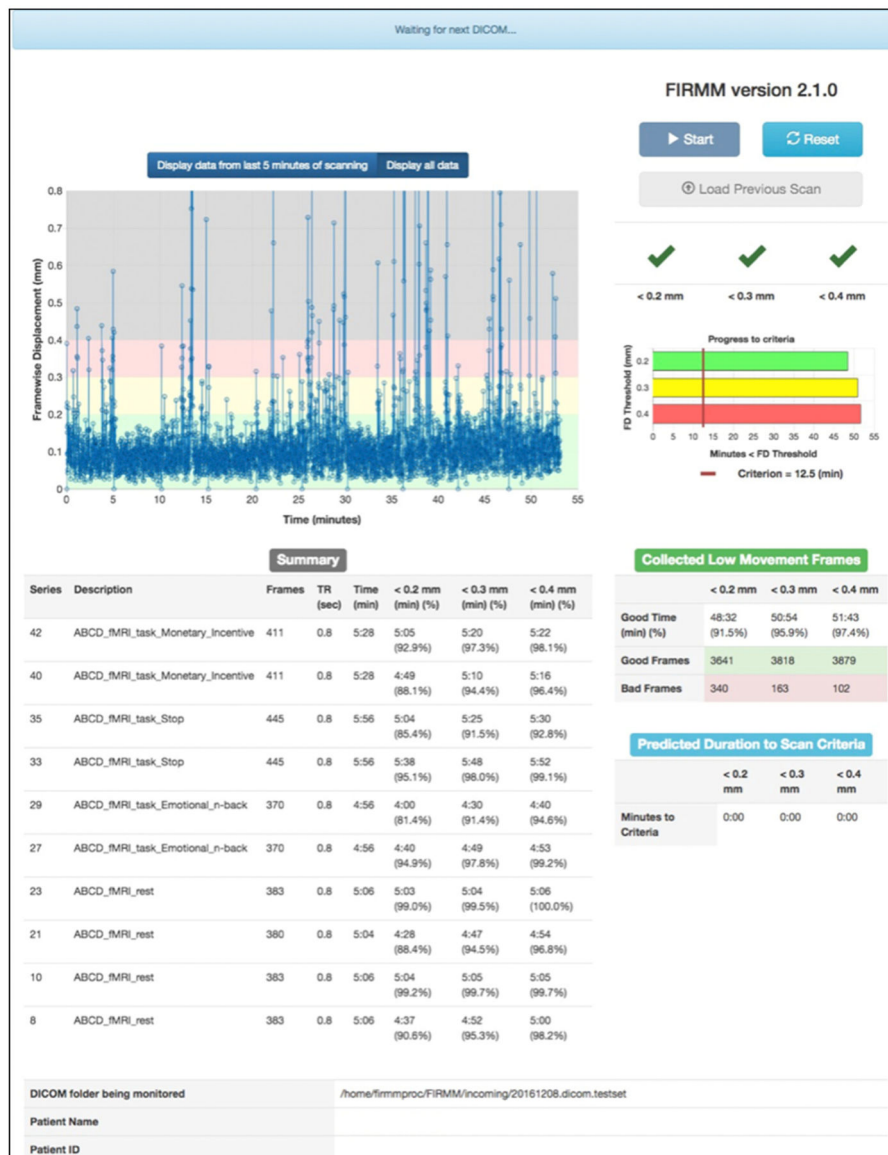 Waiting for next DICOM...
FIRMM version 2.1.0
Start
Reset
Load Previous Scan
Display data from last 5 minutes of scanning
Display all data
0.8
0.7
0.6
0.5
0.4
0.3
0.2
0.1
0
Framewise Displacement (mm)
0 5 10 15 20 25 30 35 40 45 50 55
Time (minutes)
< 0.2 mm < 0.3 mm < 0.4 mm
Progress to criteria
FD Threshold (mm)
0.2
0.3
0.4
0 5 10 15 20 25 30 35 40 45 50 55
Minutes < FD Threshold
Criterion = 12.5 (min)
Summary
Series Description Frames TR (sec) Time (min) < 0.2 mm (min) (%) < 0.3 mm (min) (%) < 0.4 mm (min) (%)
42 ABCD_fMRI_task_Monetary_Incentive 411 0.8 5:28 5:05 (92.9%) 5:20 (97.3%) 5:22 (98.1%)
40 ABCD_fMRI_task_Monetary_Incentive 411 0.8 5:28 4:49 (88.1%) 5:10 (94.4%) 5:16 (96.4%)
35 ABCD_fMRI_task_Stop 445 0.8 5:56 5:04 (85.4%) 5:25 (91.5%) 5:30 (92.8%)
33 ABCD_fMRI_task_Stop 445 0.8 5:56 5:38 (95.1%) 5:48 (98.0%) 5:52 (99.1%)
29 ABCD_fMRI_task_Emotional_n-back 370 0.8 4:56 4:00 (81.4%) 4:30 (91.4%) 4:40 (94.6%)
27 ABCD_fMRI_task_Emotional_n-back 370 0.8 4:56 4:40 (94.9%) 4:49 (97.8%) 4:53 (99.2%)
23 ABCD_fMRI_rest 383 0.8 5:06 5:03 (99.0%) 5:04 (99.5%) 5:06 (100.0%)
21 ABCD_fMRI_rest 380 0.8 5:04 4:28 (88.4%) 4:47 (94.5%) 4:54 (96.8%)
10 ABCD_fMRI_rest 383 0.8 5:06 5:04 (99.2%) 5:05 (99.7%) 5:05 (99.7%)
8 ABCD_fMRI_rest 383 0.8 5:06 4:37 (90.6%) 4:52 (95.3%) 5:00 (98.2%)
Collected Low Movement Frames
< 0.2 mm < 0.3 mm < 0.4 mm
Good Time (min) (%) 48:32 (91.5%) 50:54 (95.9%) 51:43 (97.4%)
Good Frames 3641 3818 3879
Bad Frames 340 163 102
Predicted Duration to Scan Criteria
< 0.2 mm < 0.3 mm < 0.4 mm
Minutes to Criteria 0:00 0:00 0:00
DICOM folder being monitored /home/firmmproc/FIRMM/incoming/20161208.dicom.testset
Patient Name
Patient ID